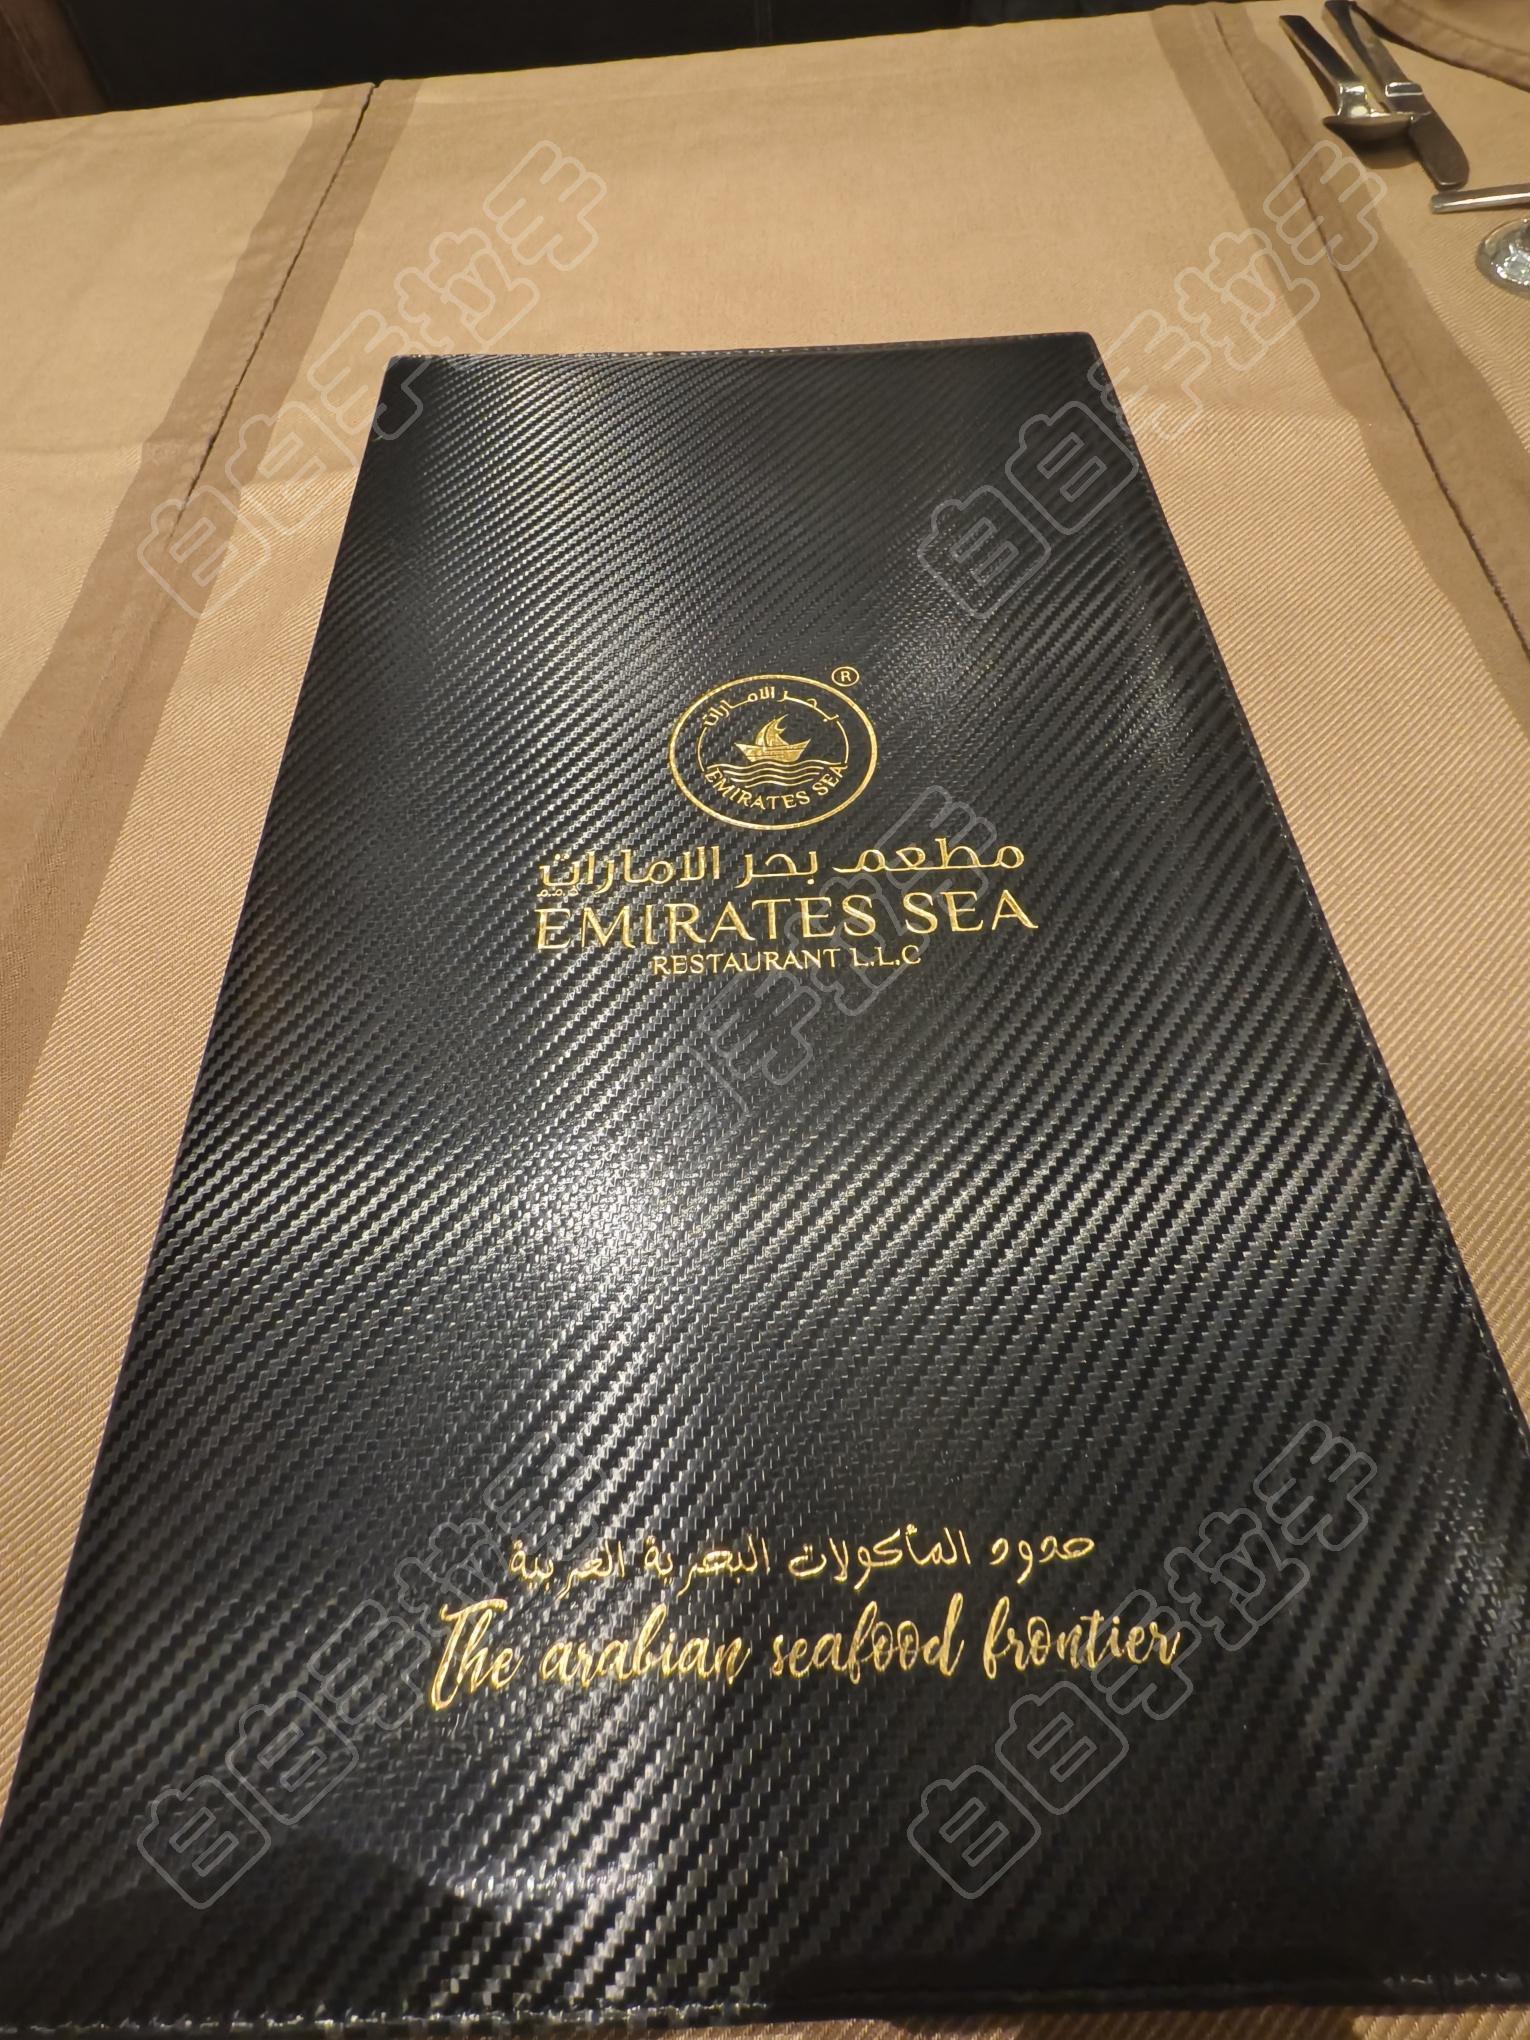 ®
بحر الامارات
EMIRATES SEA
مطعم بحر الامارات
ذ.م.م
EMIRATES SEA
RESTAURANT L.L.C
حدود المأكولات البحرية العربية
The arabian seafood frontier